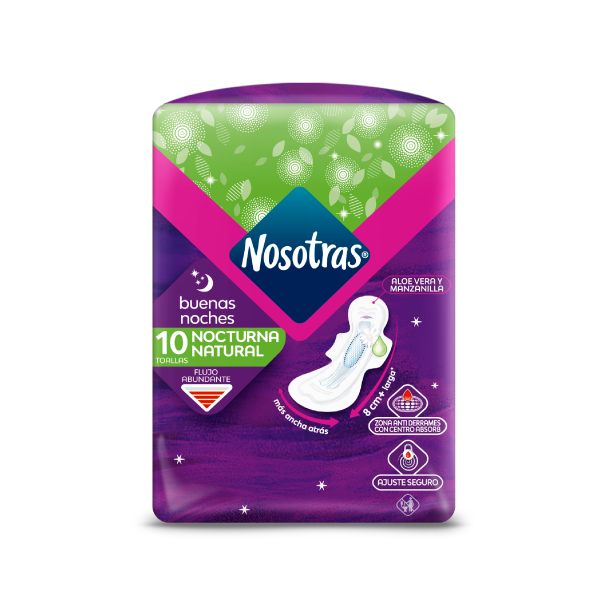 Nosotras®
buenas
noches
10 NOCTURNA
NATURAL
TOALLAS
FLUJO
ABUNDANTE
ALOE VERA Y
MANZANILLA
más ancha atrás
8 cm+ larga*
ZONA ANTI DERRAMES
CON CENTRO ABSORB
AJUSTE SEGURO